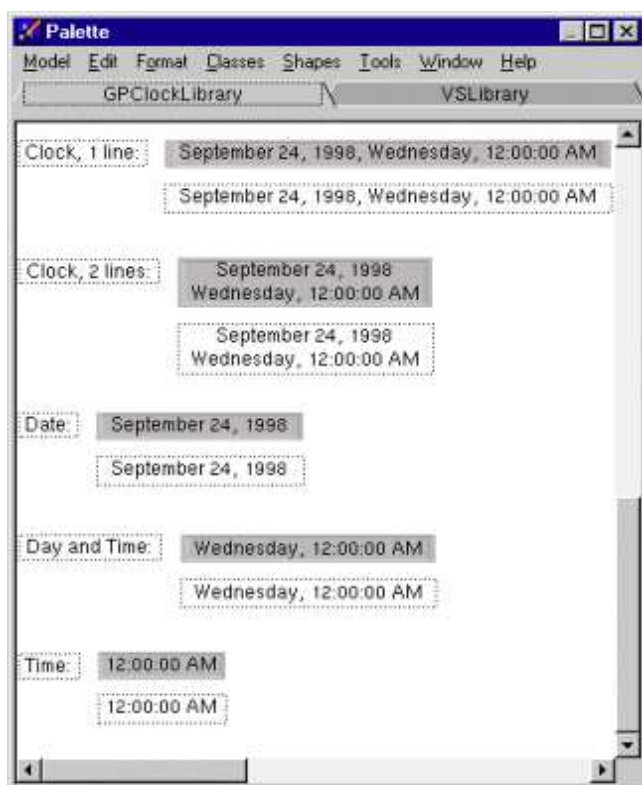 Palette
Model Edit Format Classes Shapes Tools Window Help
GPClockLibrary VSLibrary
Clock, 1 line: September 24, 1998, Wednesday, 12:00:00 AM
September 24, 1998, Wednesday, 12:00:00 AM
Clock, 2 lines: September 24, 1998
Wednesday, 12:00:00 AM
September 24, 1998
Wednesday, 12:00:00 AM
Date: September 24, 1998
September 24, 1998
Day and Time: Wednesday, 12:00:00 AM
Wednesday, 12:00:00 AM
Time: 12:00:00 AM
12:00:00 AM